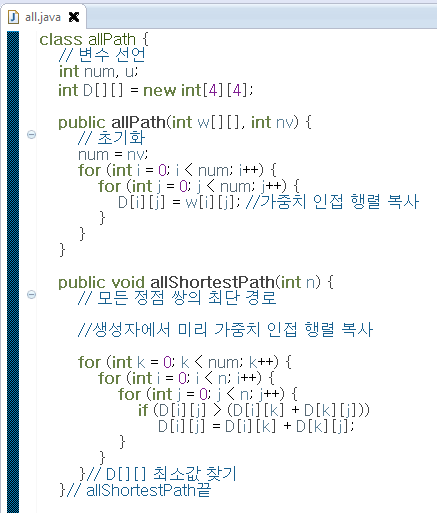 all.java
class allPath {
// 변수 선언
int num, u;
int D[][] = new int[4][4];
public allPath(int w[][], int nv) {
// 초기화
num = nv;
for (int i = 0; i < num; i++) {
for (int j = 0; j < num; j++) {
D[i][j] = w[i][j]; //가중치 인접 행렬 복사
}
}
}
public void allShortestPath(int n) {
// 모든 정점 쌍의 최단 경로
//생성자에서 미리 가중치 인접 행렬 복사
for (int k = 0; k < num; k++) {
for (int i = 0; i < n; i++) {
for (int j = 0; j < n; j++) {
if (D[i][j] > (D[i][k] + D[k][j]))
D[i][j] = D[i][k] + D[k][j];
}
}
}// D[][] 최소값 찾기
}// allShortestPath끝